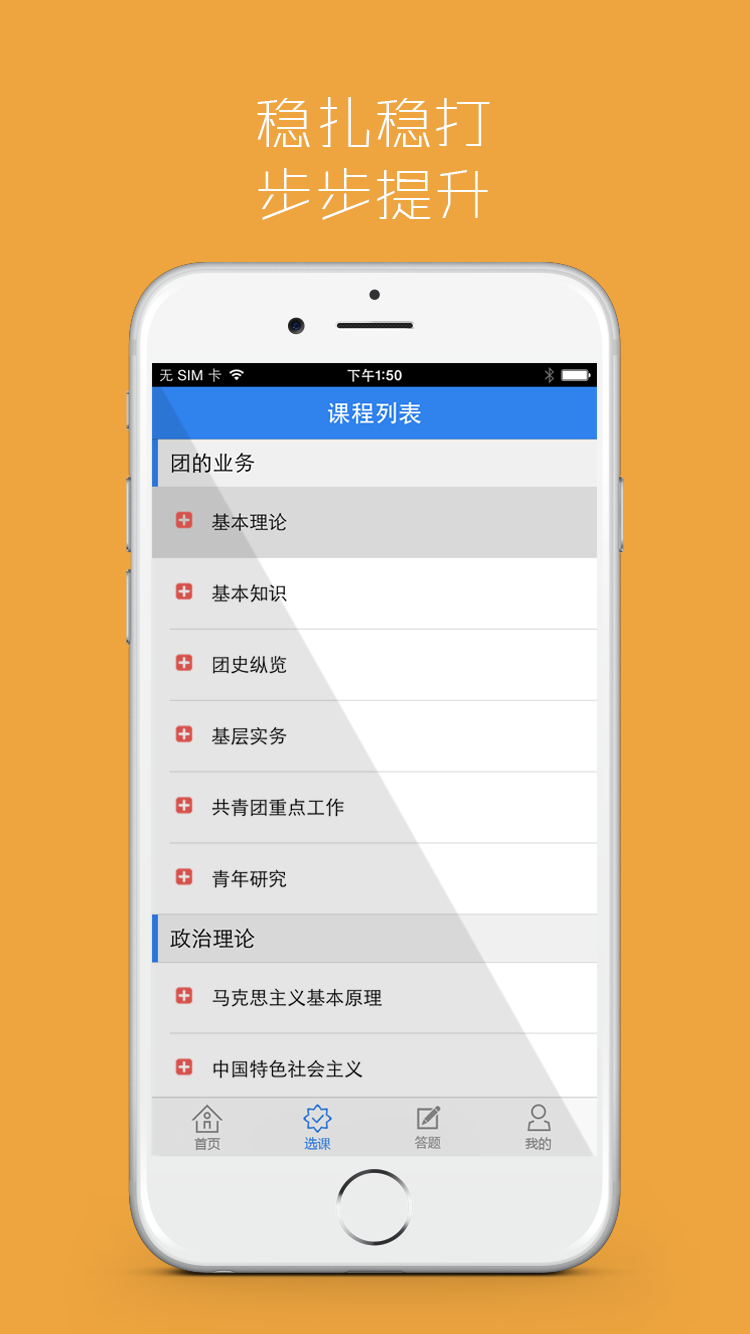 稳扎稳打
步步提升
无 SIM 卡 下午1:50
课程列表
团的业务
基本理论
基本知识
团史纵览
基层实务
共青团重点工作
青年研究
政治理论
马克思主义基本原理
中国特色社会主义
首页 选课 答题 我的